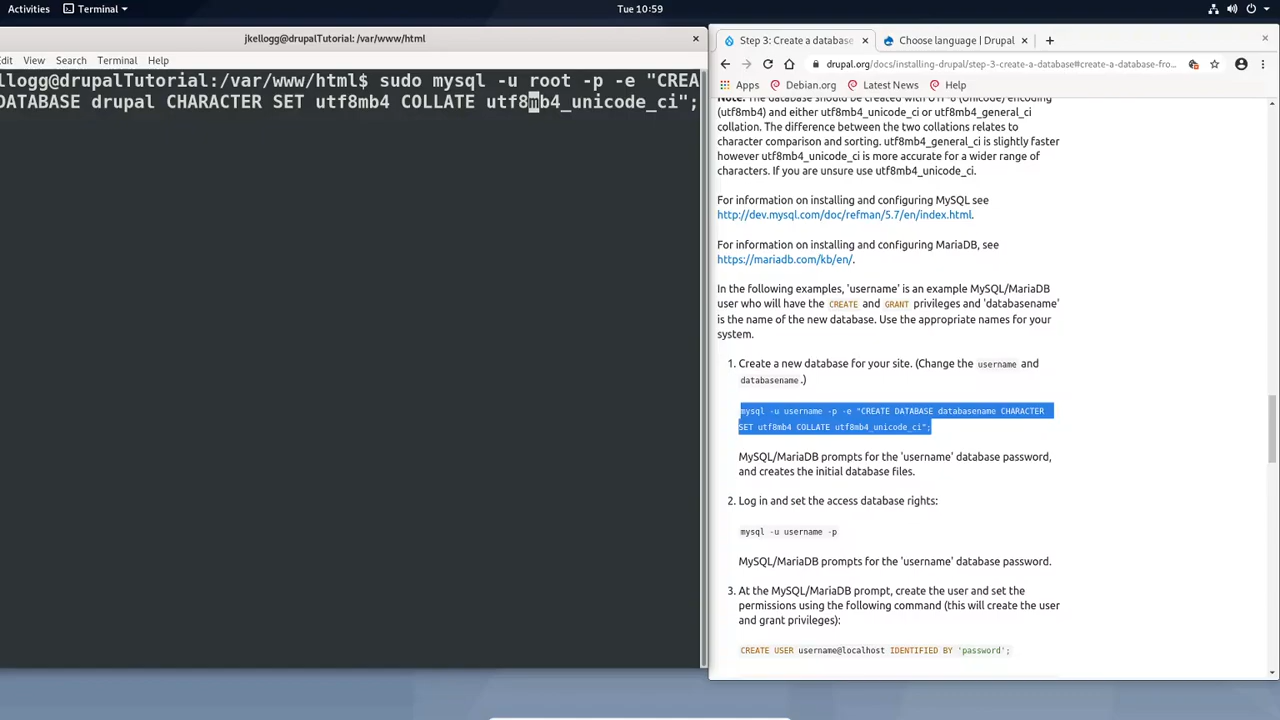 Activities
Terminal
Tue 10:59
jkellogg@drupalTutorial: /var/www/html
dit View Search Terminal Help
llogg@drupalTutorial:/var/www/html$ sudo mysql -u root -p -e "CREA
DATABASE drupal CHARACTER SET utf8mb4 COLLATE utf8mb4_unicode_ci";
Step 3: Create a database
Choose language | Drupal
drupal.org/docs/installing-drupal/step-3-create-a-database#create-a-database-fro...
Apps Debian.org Latest News Help
Note: The database should be created with UTF-8 (Unicode) encoding
(utf8mb4) and either utf8mb4_unicode_ci or utf8mb4_general_ci
collation. The difference between the two collations relates to
character comparison and sorting. utf8mb4_general_ci is slightly faster
however utf8mb4_unicode_ci is more accurate for a wider range of
characters. If you are unsure use utf8mb4_unicode_ci.
For information on installing and configuring MySQL see
http://dev.mysql.com/doc/refman/5.7/en/index.html.
For information on installing and configuring MariaDB, see
https://mariadb.com/kb/en/.
In the following examples, 'username' is an example MySQL/MariaDB
user who will have the CREATE and GRANT privileges and 'databasename'
is the name of the new database. Use the appropriate names for your
system.
1. Create a new database for your site. (Change the username and
databasename.)
mysql -u username -p -e "CREATE DATABASE databasename CHARACTER
SET utf8mb4 COLLATE utf8mb4_unicode_ci";
MySQL/MariaDB prompts for the 'username' database password,
and creates the initial database files.
2. Log in and set the access database rights:
mysql -u username -p
MySQL/MariaDB prompts for the 'username' database password.
3. At the MySQL/MariaDB prompt, create the user and set the
permissions using the following command (this will create the user
and grant privileges):
CREATE USER username@localhost IDENTIFIED BY 'password';